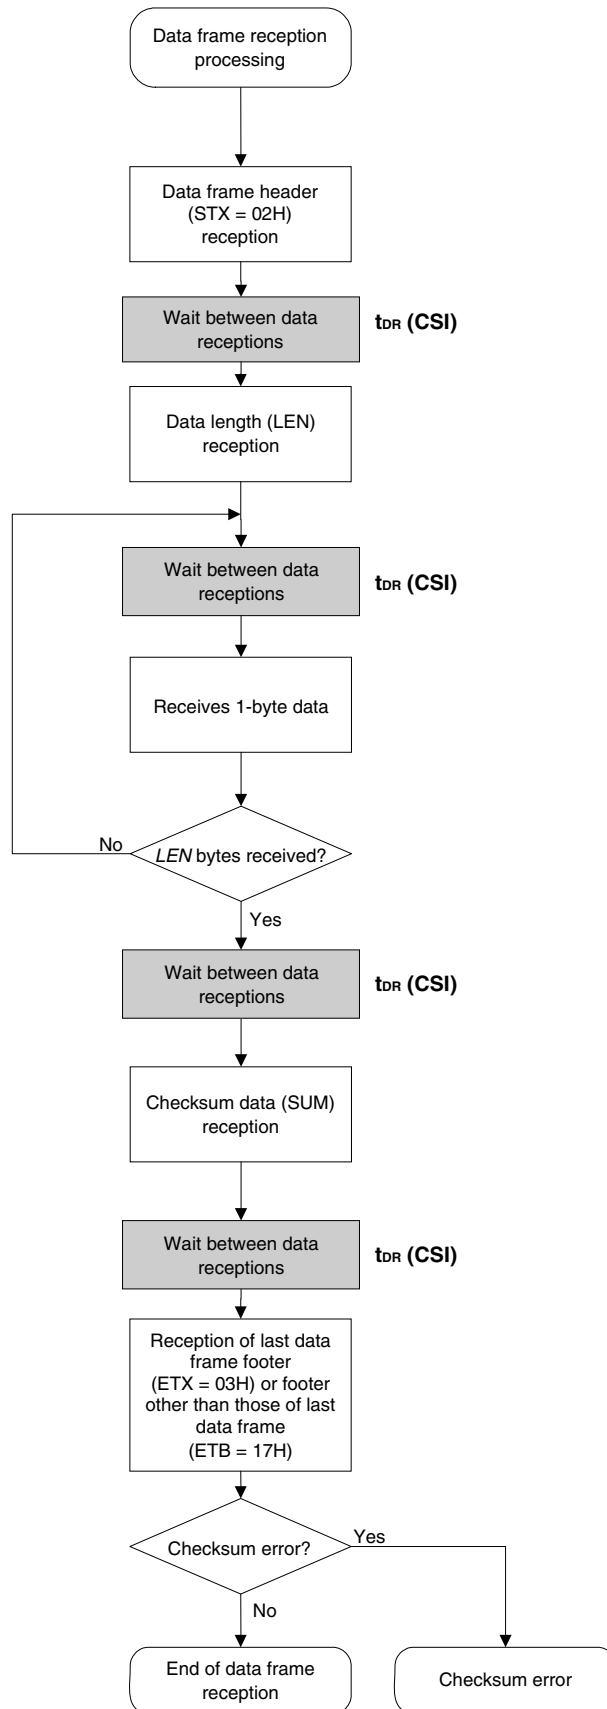 Data frame reception
processing
Data frame header
(STX = 02H)
reception
Wait between data
receptions
tDR (CSI)
Data length (LEN)
reception
Wait between data
receptions
tDR (CSI)
Receives 1-byte data
No
LEN bytes received?
Yes
Wait between data
receptions
tDR (CSI)
Checksum data (SUM)
reception
Wait between data
receptions
tDR (CSI)
Reception of last data
frame footer
(ETX = 03H) or footer
other than those of last
data frame
(ETB = 17H)
Checksum error?
Yes
No
End of data frame
reception
Checksum error